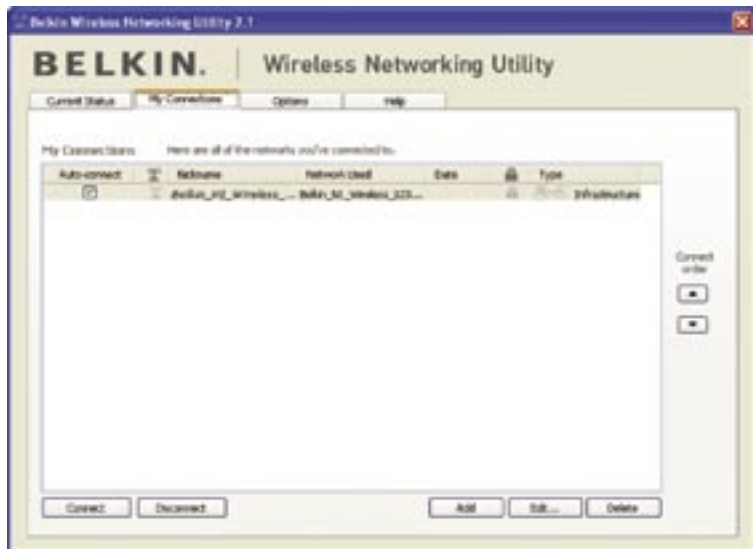 Belkin Wireless Networking Utility 2.1
BELKIN. Wireless Networking Utility
Current Status My Connections Options Help
My Connections Here are all of the networks you've connected to.
Auto-connect Nickname Network Used Date Type
Infrastructure
Connect order
Connect Disconnect Add Edit... Delete